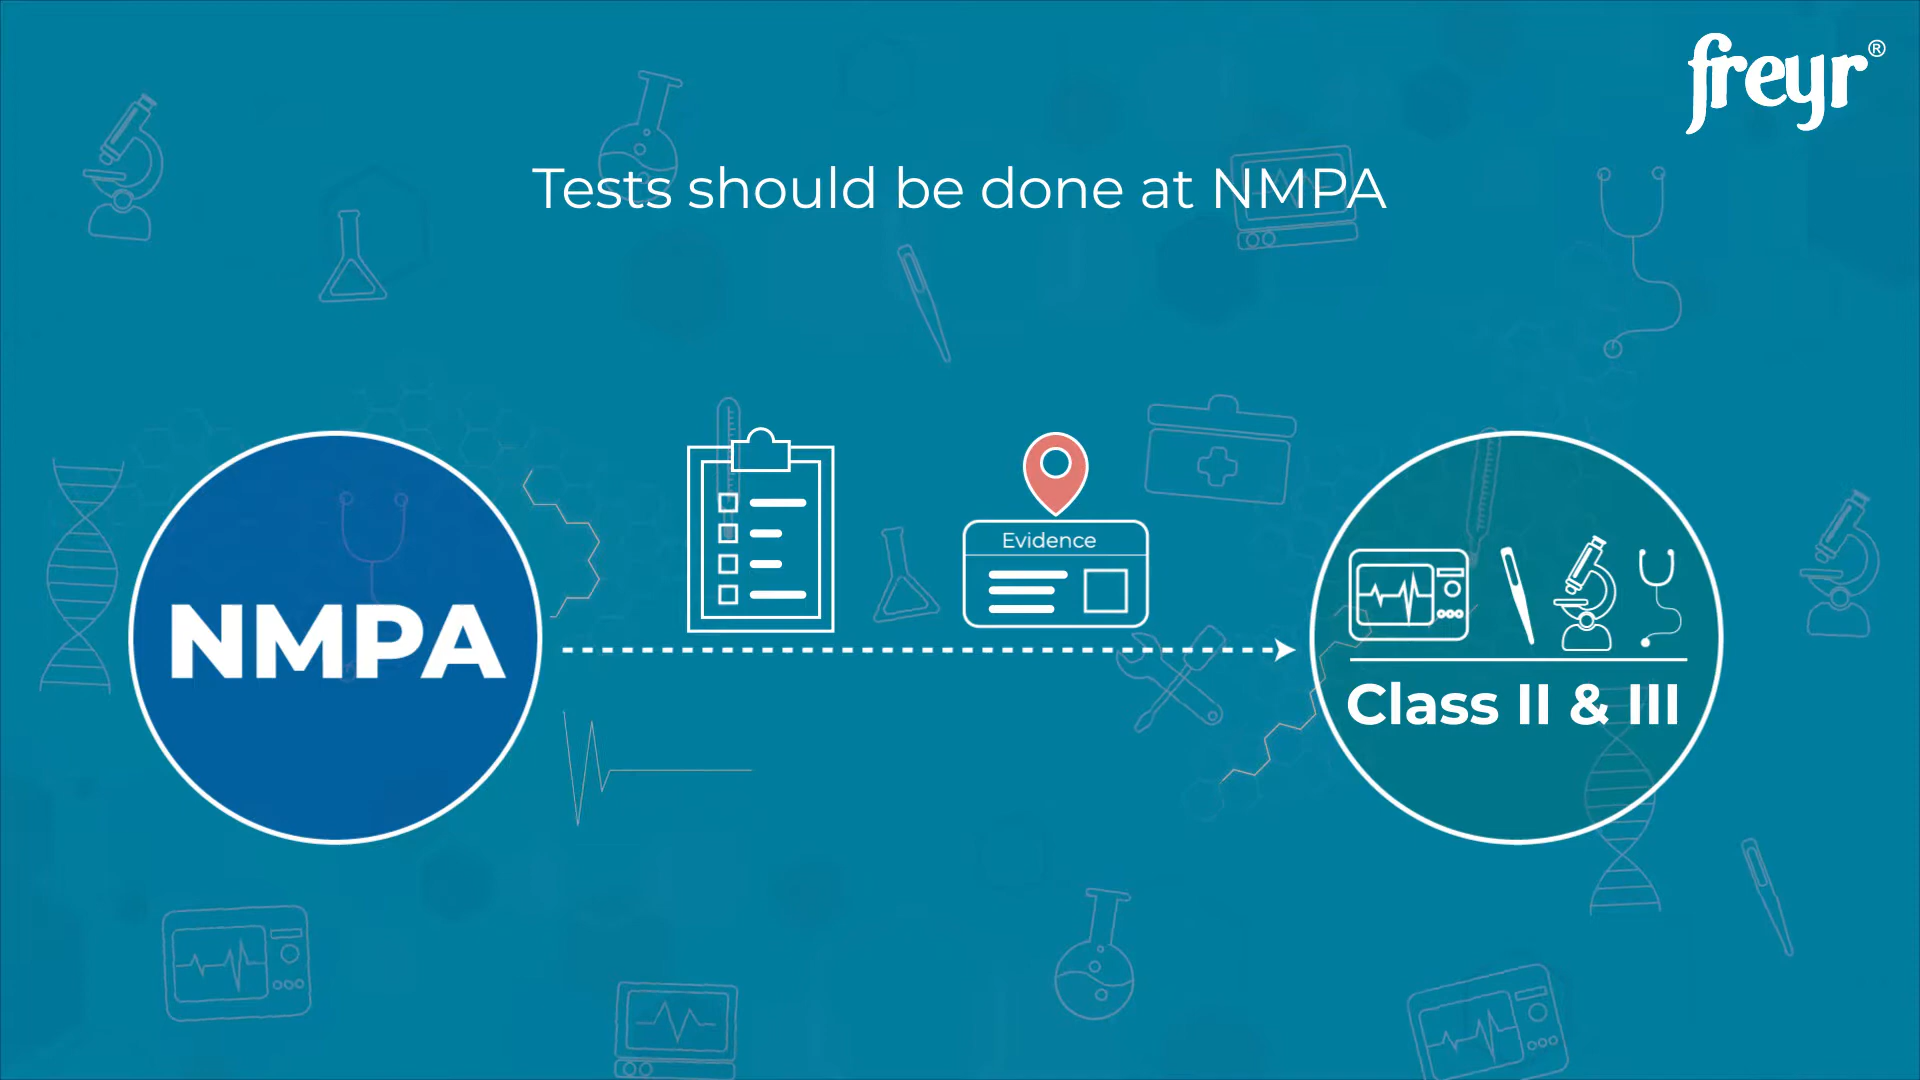 freyr®
Tests should be done at NMPA
Evidence
NMPA
Class II & III